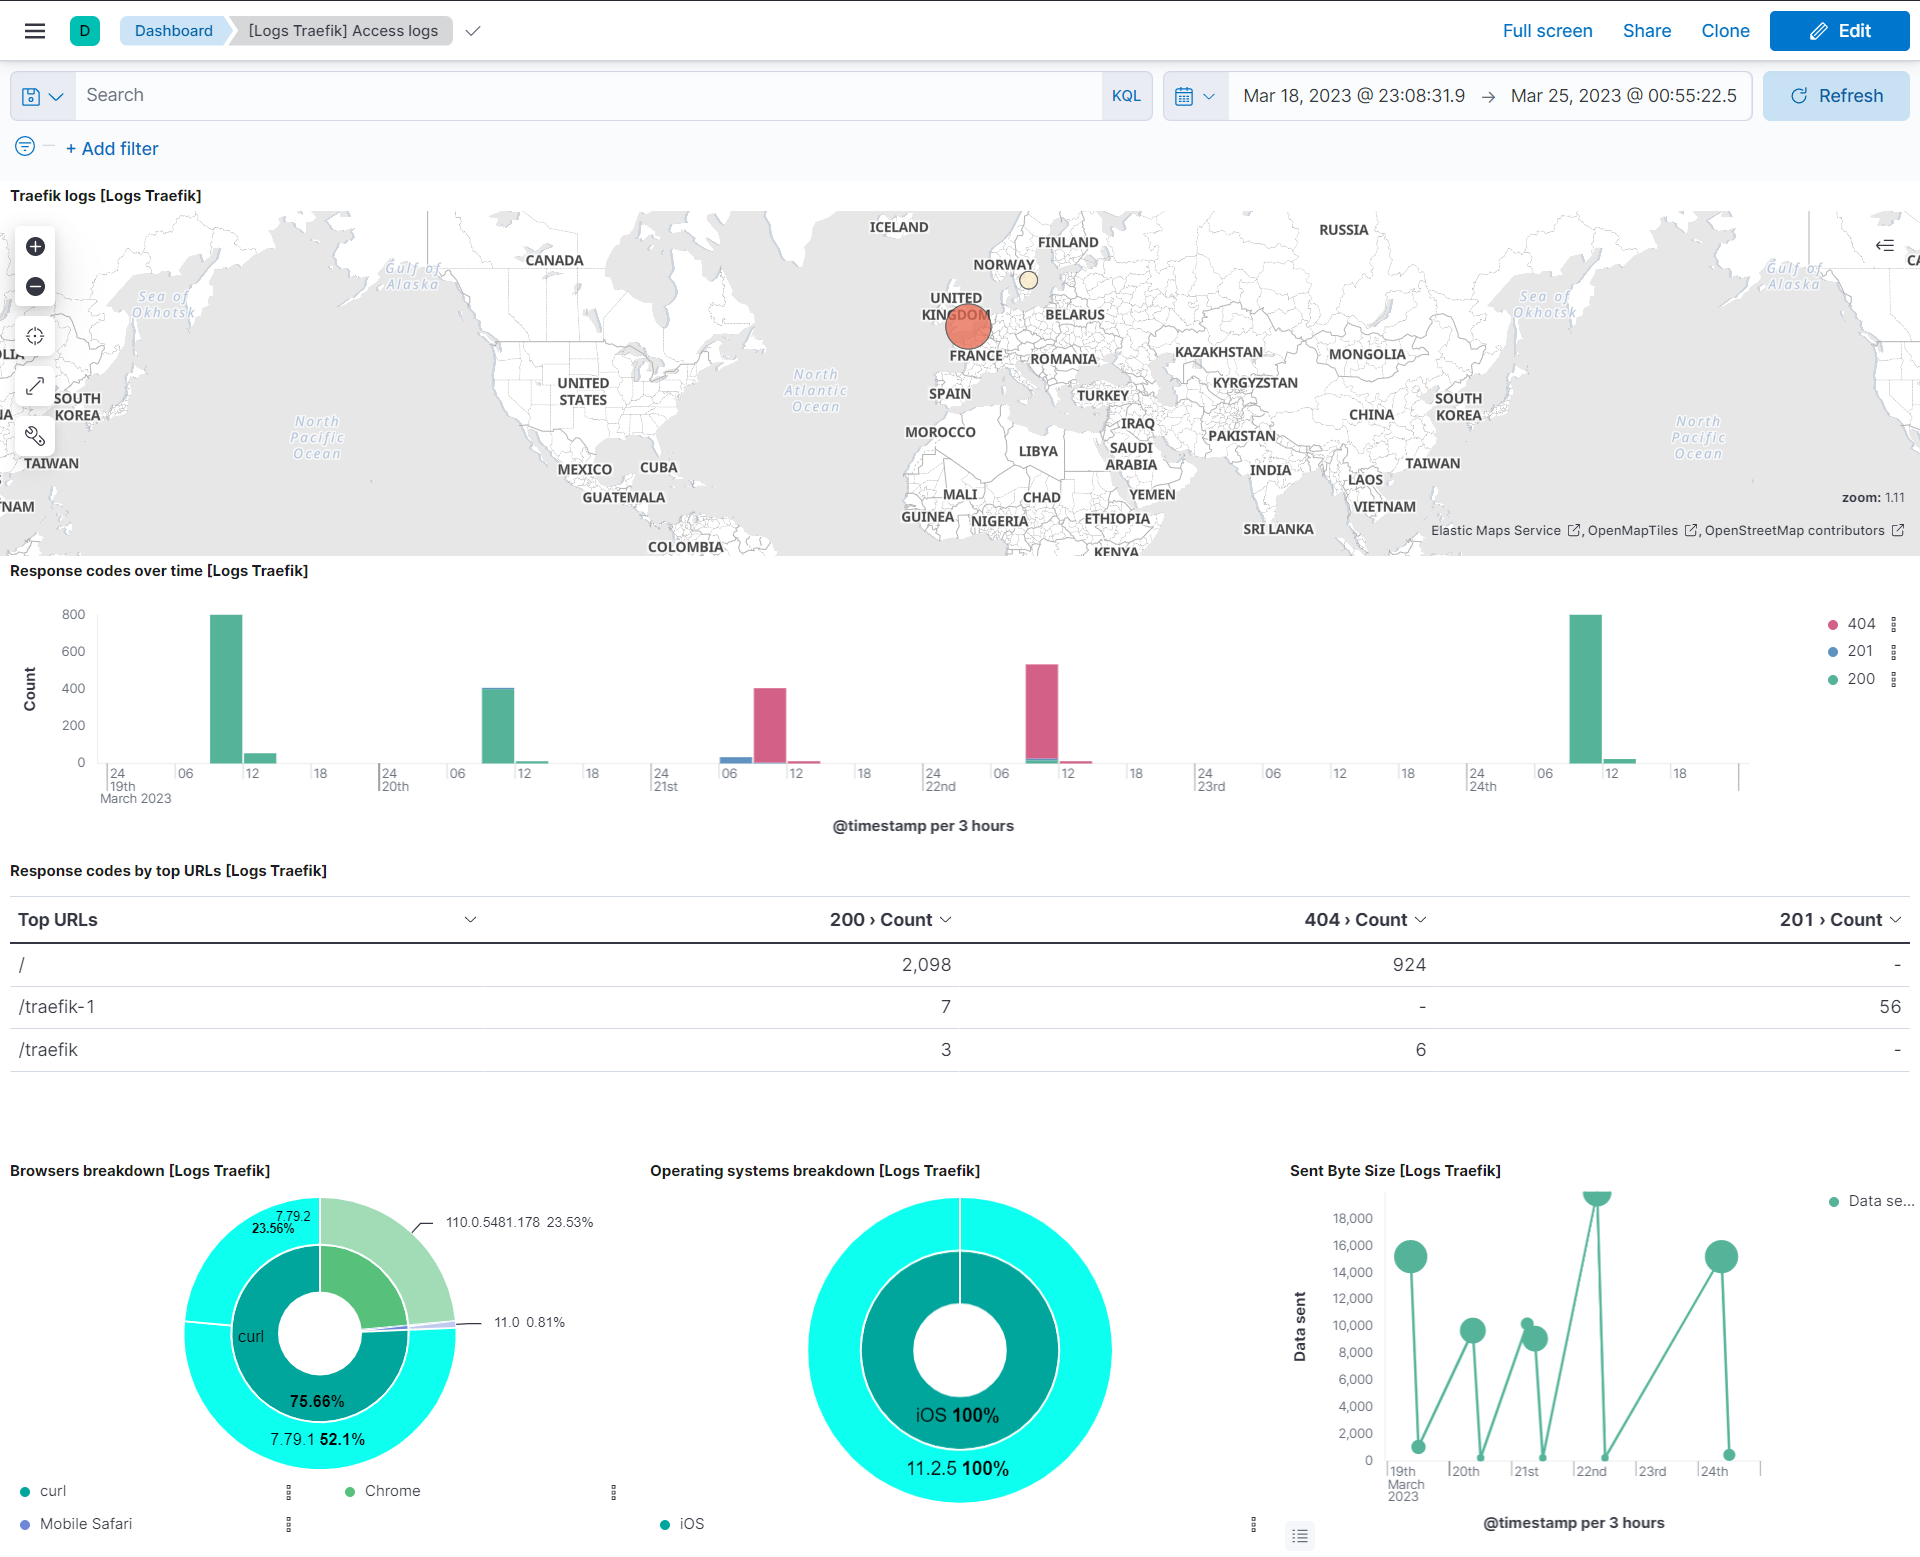 D Dashboard [Logs Traefik] Access logs Full screen Share Clone Edit
Search KQL Mar 18, 2023 @ 23:08:31.9 → Mar 25, 2023 @ 00:55:22.5 Refresh
+ Add filter
Traefik logs [Logs Traefik]
ICELAND
RUSSIA
FINLAND
CANADA
NORWAY
Gulf of
Alaska
Gulf of
Alaska
CA
Sea of
Okhotsk
UNITED
KINGDOM
BELARUS
Sea of
Okhotsk
FRANCE
ROMANIA
KAZAKHSTAN
MONGOLIA
OLIA
North
Atlantic
Ocean
UNITED
STATES
SPAIN
TURKEY
KYRGYZSTAN
SOUTH
KOREA
SOUTH
KOREA
NA
CHINA
North
Pacific
Ocean
North
Pacific
Ocean
MOROCCO
LIBYA
IRAQ
PAKISTAN
SAUDI
ARABIA
TAIWAN
MEXICO
CUBA
INDIA
TAIWAN
LAOS
GUATEMALA
MALI
CHAD
YEMEN
zoom: 1.11
TNAM
VIETNAM
GUINEA
NIGERIA
ETHIOPIA
SRI LANKA
Elastic Maps Service , OpenMapTiles , OpenStreetMap contributors
COLOMBIA
KENYA
Response codes over time [Logs Traefik]
800
600
400
200
0
Count
404
201
200
24 06 12 18 24 06 12 18 24 06 12 18 24 06 12 18 24 06 12 18 24 06 12 18
19th 20th 21st 22nd 23rd 24th
March 2023
@timestamp per 3 hours
Response codes by top URLs [Logs Traefik]
Top URLs 200 › Count 404 › Count 201 › Count
/ 2,098 924 -
/traefik-1 7 - 56
/traefik 3 6 -
Browsers breakdown [Logs Traefik]
7.79.2
23.56%
110.0.5481.178 23.53%
11.0 0.81%
curl
75.66%
7.79.1 52.1%
curl Chrome
Mobile Safari
Operating systems breakdown [Logs Traefik]
iOS 100%
11.2.5 100%
iOS
Sent Byte Size [Logs Traefik]
Data se...
18,000
16,000
14,000
12,000
10,000
8,000
6,000
4,000
2,000
0
Data sent
19th 20th 21st 22nd 23rd 24th
March
2023
@timestamp per 3 hours